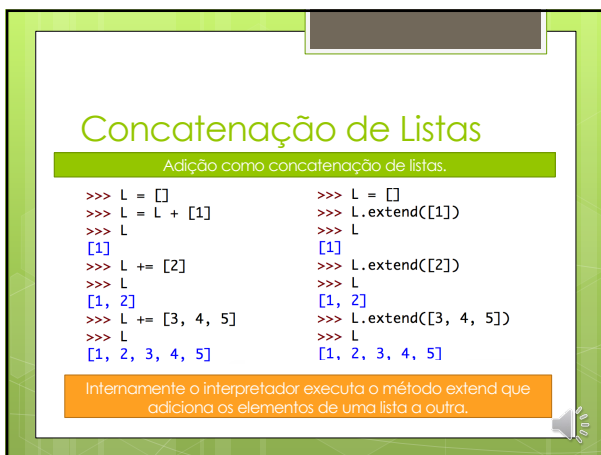 Concatenação de Listas
Adição como concatenação de listas.
>>> L = []
>>> L = L + [1]
>>> L
[1]
>>> L += [2]
>>> L
[1, 2]
>>> L += [3, 4, 5]
>>> L
[1, 2, 3, 4, 5]
>>> L = []
>>> L.extend([1])
>>> L
[1]
>>> L.extend([2])
>>> L
[1, 2]
>>> L.extend([3, 4, 5])
>>> L
[1, 2, 3, 4, 5]
Internamente o interpretador executa o método extend que
adiciona os elementos de uma lista a outra.